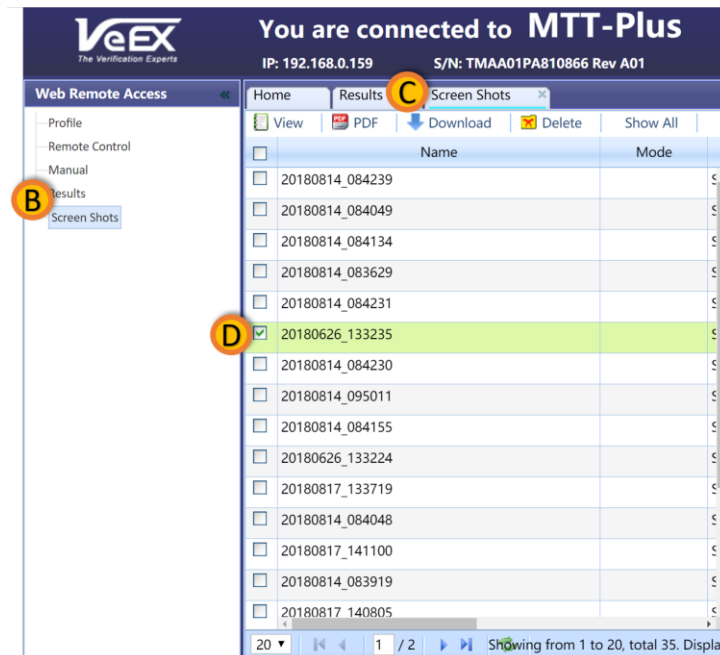 VeEX
The Verification Experts
You are connected to MTT-Plus
IP: 192.168.0.159 S/N: TMAA01PA810866 Rev A01
Web Remote Access «
Home Results C Screen Shots ×
Profile
Remote Control
Manual
Results
B
Screen Shots
View PDF Download Delete Show All
Name Mode
20180814_084239 S
20180814_084049 S
20180814_084134 S
20180814_083629 S
20180814_084231 S
D 20180626_133235 S
20180814_084230 S
20180814_095011 S
20180814_084155 S
20180626_133224 S
20180817_133719 S
20180814_084048 S
20180817_141100 S
20180814_083919 S
20180817_140805 S
20 1 / 2 Showing from 1 to 20, total 35. Displa